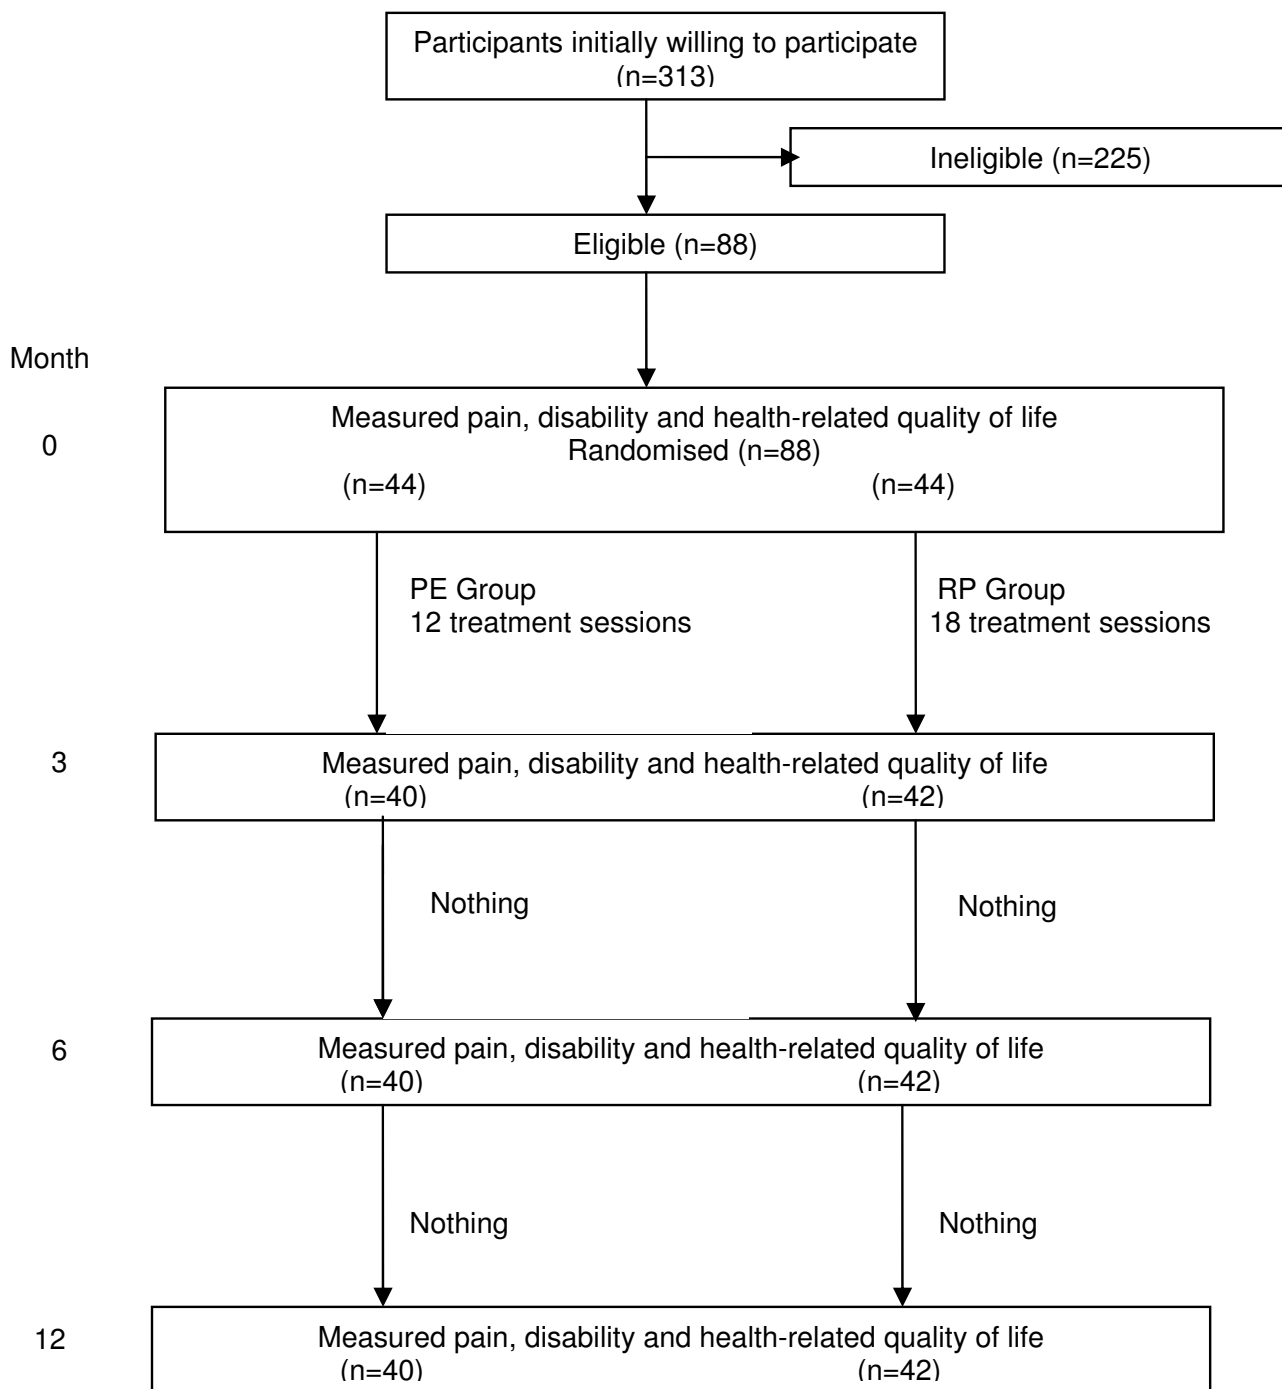 Participants initially willing to participate
(n=313)
Ineligible (n=225)
Eligible (n=88)
Month
0
Measured pain, disability and health-related quality of life
Randomised (n=88)
(n=44) (n=44)
PE Group RP Group
12 treatment sessions 18 treatment sessions
3
Measured pain, disability and health-related quality of life
(n=40) (n=42)
Nothing Nothing
6
Measured pain, disability and health-related quality of life
(n=40) (n=42)
Nothing Nothing
12
Measured pain, disability and health-related quality of life
(n=40) (n=42)